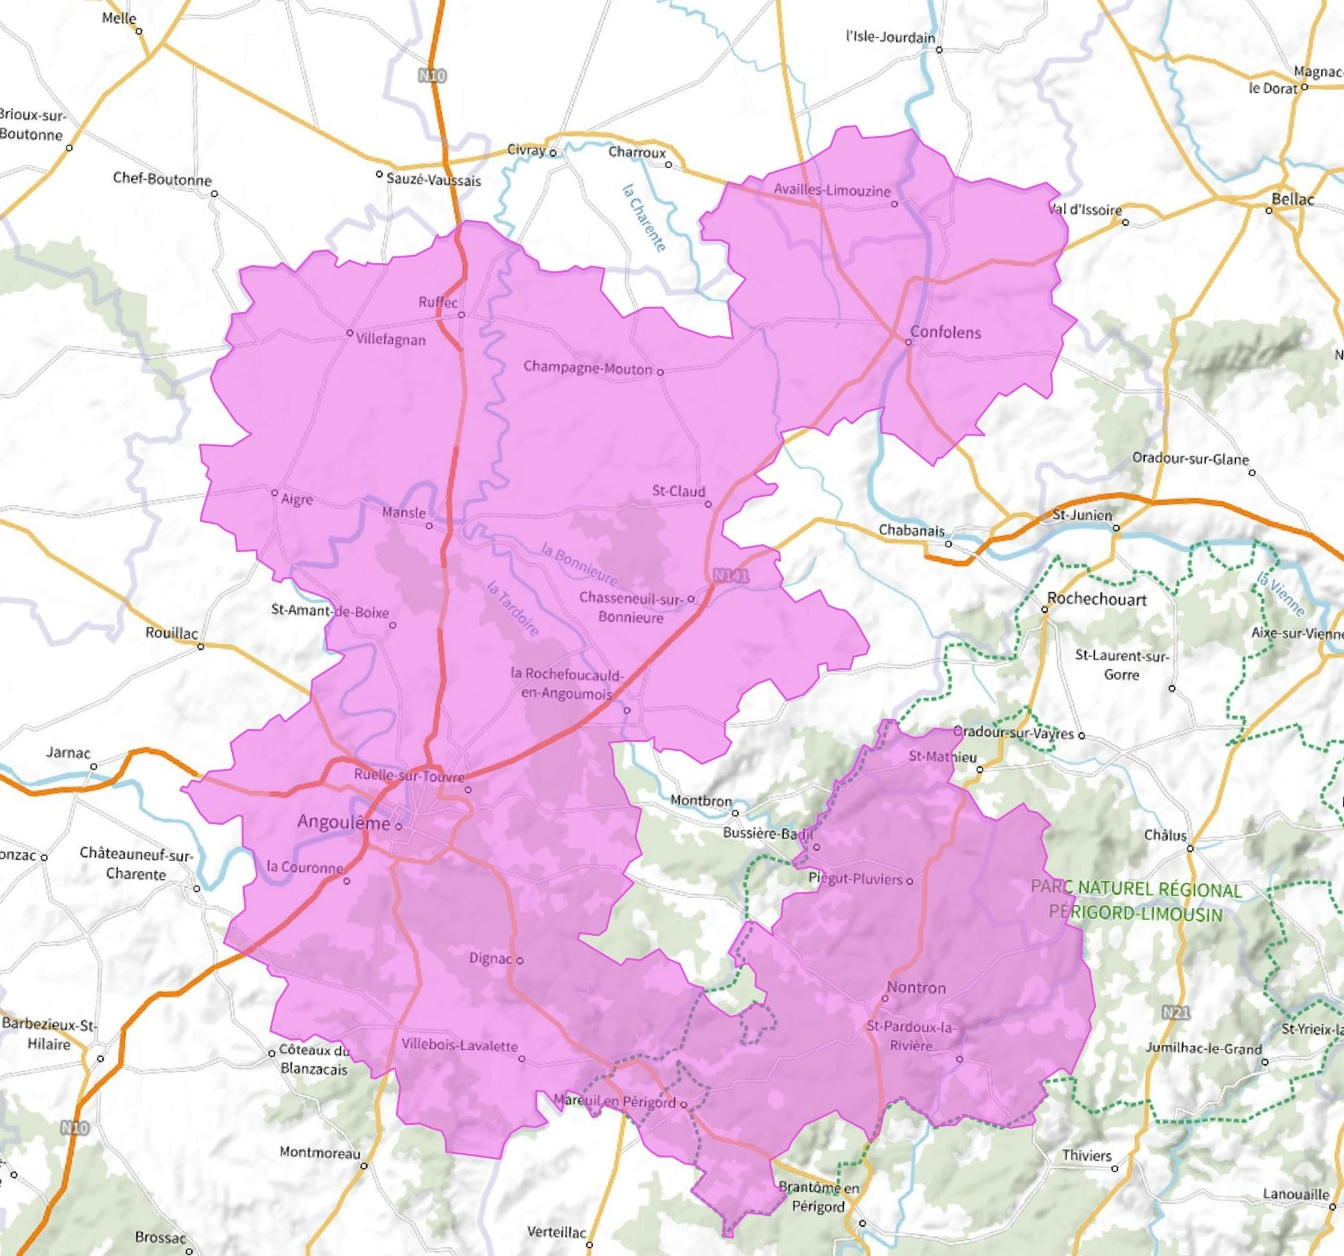 Melle
N10
l'Isle-Jourdain
Magnac-
le Dorat
Brioux-sur-
Boutonne
Civray
Charroux
Chef-Boutonne
Sauzé-Vaussais
la Charente
Availles-Limouzine
Val d'Issoire
Bellac
Ruffec
Villefagnan
Confolens
Champagne-Mouton
Oradour-sur-Glane
Aigre
Mansle
St-Claud
Chabanais
St-Junien
la Bonnieure
N141
la Tardoire
Chasseneuil-sur-
Bonnieure
la Vienne
Rochechouart
St-Amant-de-Boixe
Rouillac
Aixe-sur-Vienne
St-Laurent-sur-
Gorre
la Rochefoucauld-
en-Angoumois
Jarnac
Oradour-sur-Vayres
St-Mathieu
Ruelle-sur-Touvre
Montbron
Angoulême
Bussière-Badil
Châlus
onzac
Châteauneuf-sur-
Charente
la Couronne
Piégut-Pluviers
PARC NATUREL RÉGIONAL
PÉRIGORD-LIMOUSIN
Dignac
Nontron
N21
Barbezieux-St-
Hilaire
St-Pardoux-la-
Rivière
St-Yrieix-la
Villebois-Lavalette
Côteaux du
Blanzacais
Jumilhac-le-Grand
Mareuil en Périgord
N10
Montmoreau
Thiviers
Brantôme en
Périgord
Lanouaille
Verteillac
Brossac